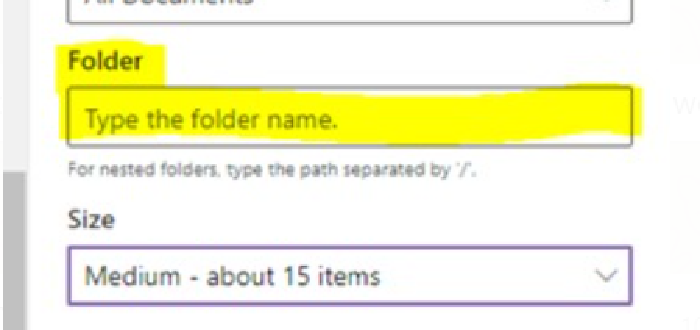 All Documents
Folder
Type the folder name.
For nested folders, type the path separated by '/'.
Size
Medium - about 15 items